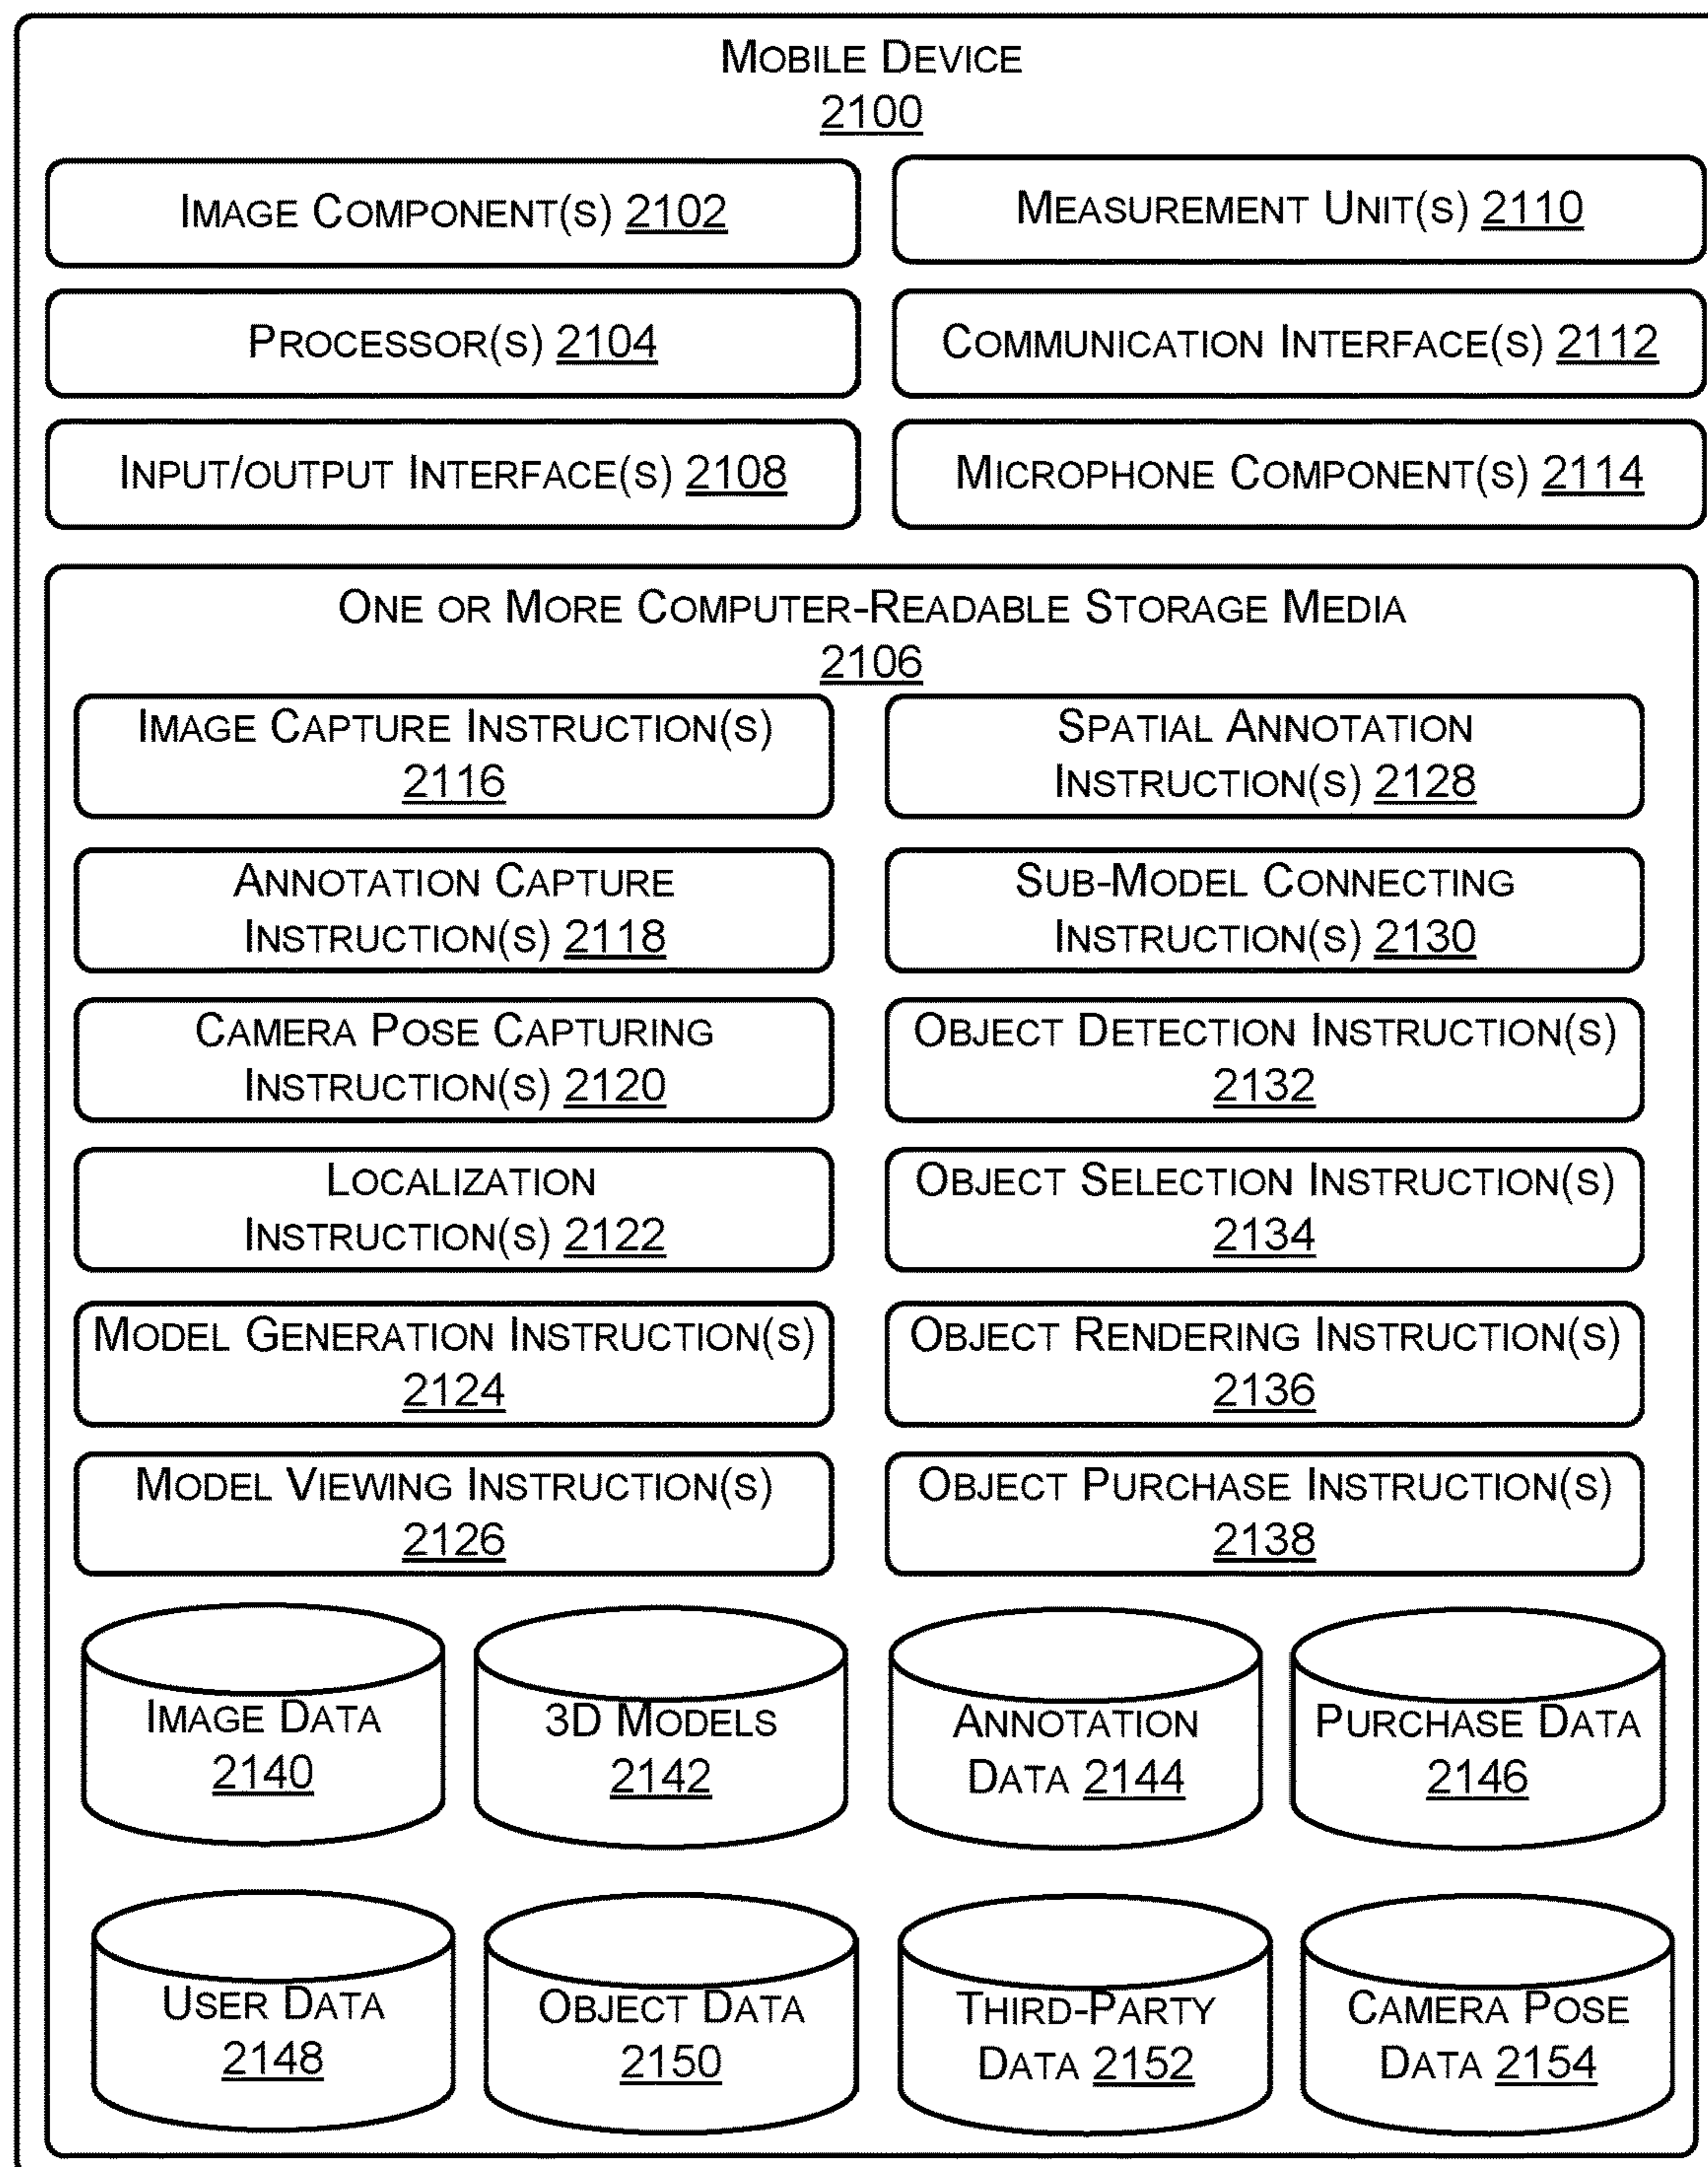 MOBILE DEVICE
2100
IMAGE COMPONENT(S) 2102
MEASUREMENT UNIT(S) 2110
PROCESSOR(S) 2104
COMMUNICATION INTERFACE(S) 2112
INPUT/OUTPUT INTERFACE(S) 2108
MICROPHONE COMPONENT(S) 2114
ONE OR MORE COMPUTER-READABLE STORAGE MEDIA
2106
IMAGE CAPTURE INSTRUCTION(S)
2116
SPATIAL ANNOTATION
INSTRUCTION(S) 2128
ANNOTATION CAPTURE
INSTRUCTION(S) 2118
SUB-MODEL CONNECTING
INSTRUCTION(S) 2130
CAMERA POSE CAPTURING
INSTRUCTION(S) 2120
OBJECT DETECTION INSTRUCTION(S)
2132
LOCALIZATION
INSTRUCTION(S) 2122
OBJECT SELECTION INSTRUCTION(S)
2134
MODEL GENERATION INSTRUCTION(S)
2124
OBJECT RENDERING INSTRUCTION(S)
2136
MODEL VIEWING INSTRUCTION(S)
2126
OBJECT PURCHASE INSTRUCTION(S)
2138
IMAGE DATA
2140
3D MODELS
2142
ANNOTATION
DATA 2144
PURCHASE DATA
2146
USER DATA
2148
OBJECT DATA
2150
THIRD-PARTY
DATA 2152
CAMERA POSE
DATA 2154